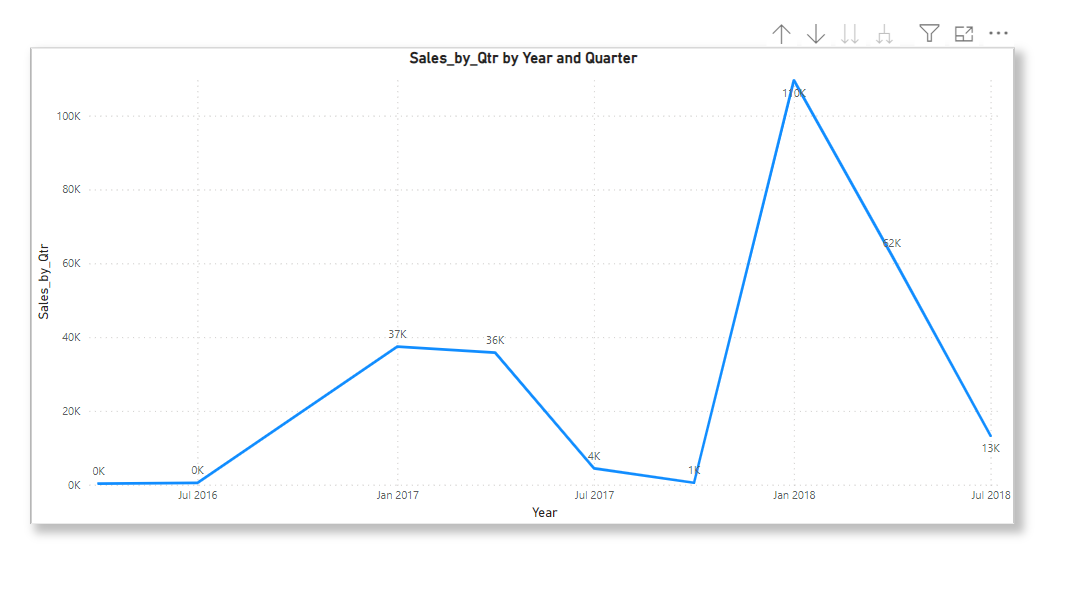 Sales_by_Qtr by Year and Quarter
110K
100K
80K
62K
60K
40K
37K
36K
20K
4K
0K
0K
1K
13K
0K
Jul 2016
Jan 2017
Jul 2017
Jan 2018
Jul 2018
Sales_by_Qtr
Year